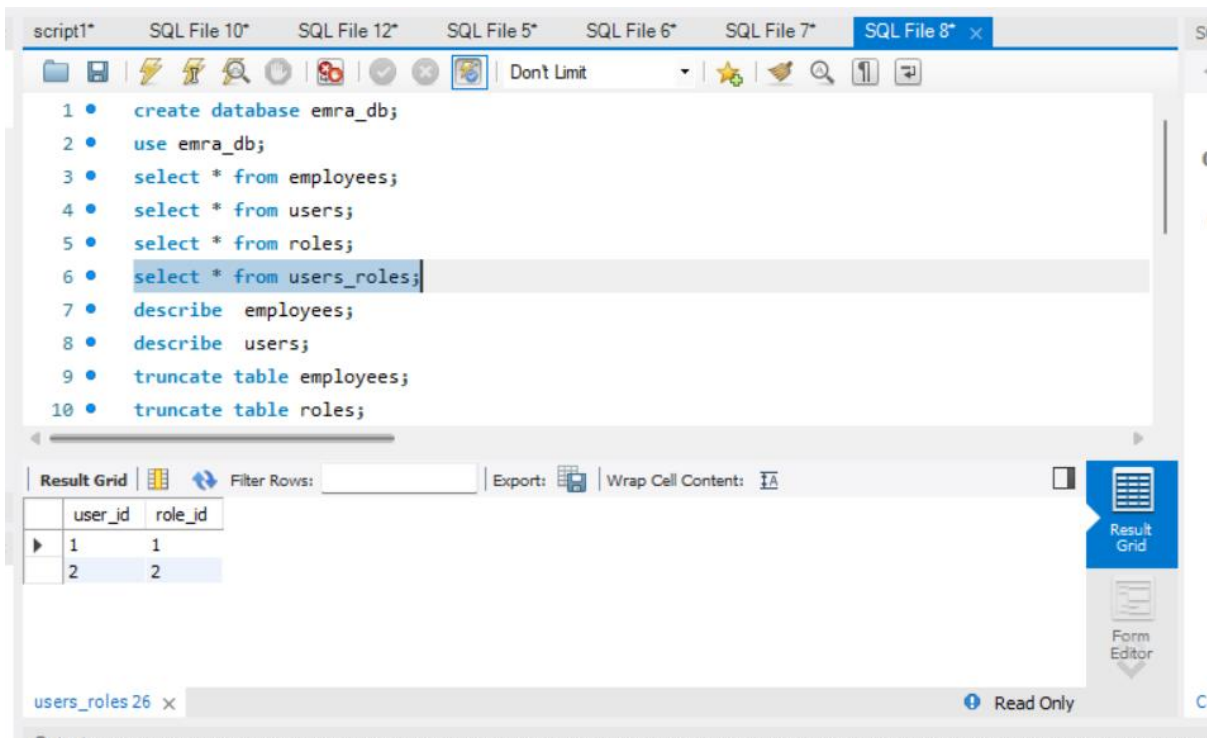 script1* SQL File 10* SQL File 12* SQL File 5* SQL File 6* SQL File 7* SQL File 8* ×
Don't Limit
1 create database emra_db;
2 use emra_db;
3 select * from employees;
4 select * from users;
5 select * from roles;
6 select * from users_roles;
7 describe  employees;
8 describe  users;
9 truncate table employees;
10 truncate table roles;
Result Grid Filter Rows: Export: Wrap Cell Content:
user_id role_id
1 1
2 2
Result
Grid
Form
Editor
users_roles 26 × Read Only